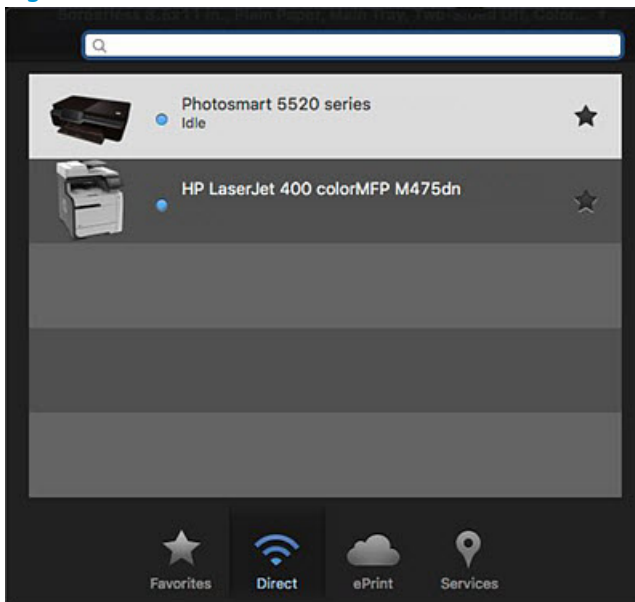 Photosmart 5520 series
Idle
HP LaserJet 400 colorMFP M475dn
Favorites
Direct
ePrint
Services